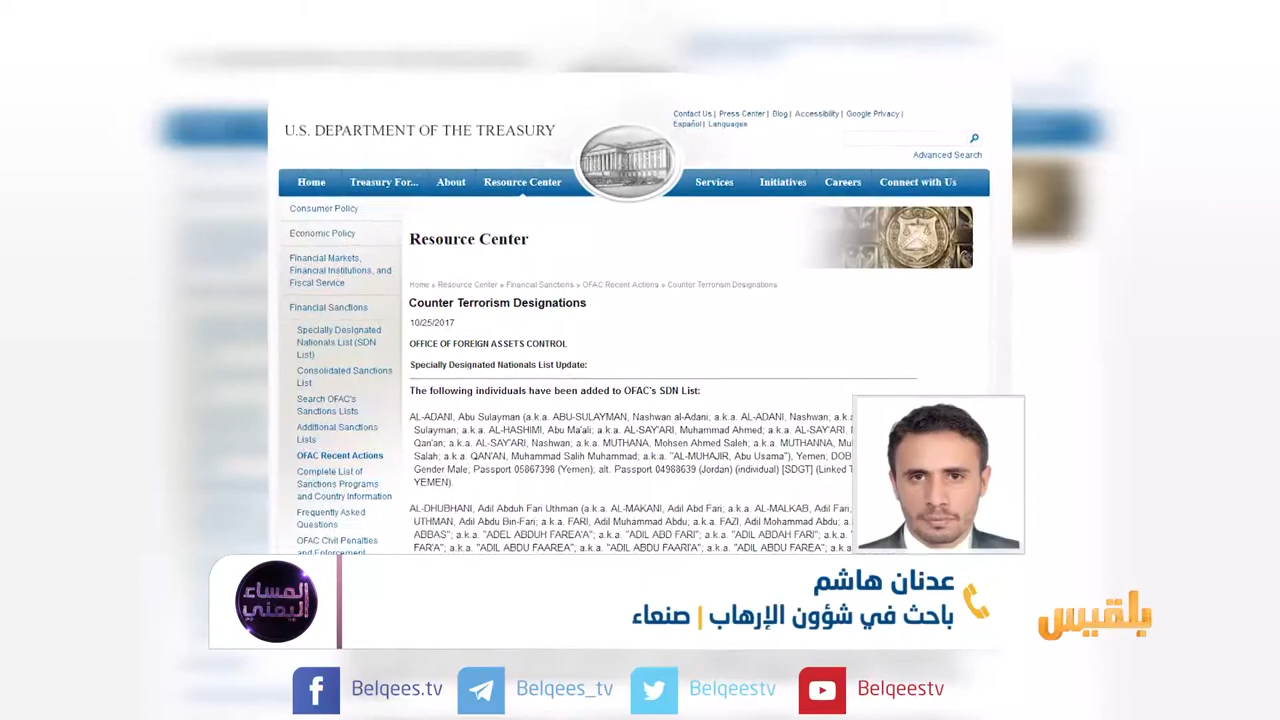 Contact Us | Press Center | Blog | Accessibility | Google Privacy |
Español | Languages
U.S. DEPARTMENT OF THE TREASURY
Advanced Search
Home Treasury For... About Resource Center Services Initiatives Careers Connect with Us
Consumer Policy
Economic Policy
Financial Markets,
Financial Institutions, and
Fiscal Service
Financial Sanctions
Specially Designated
Nationals List (SDN
List)
Consolidated Sanctions
List
Search OFAC's
Sanctions Lists
Additional Sanctions
Lists
OFAC Recent Actions
Complete List of
Sanctions Programs
and Country Information
Frequently Asked
Questions
OFAC Civil Penalties
and Enforcement
Resource Center
Home » Resource Center » Financial Sanctions » OFAC Recent Actions » Counter Terrorism Designations
Counter Terrorism Designations
10/25/2017
OFFICE OF FOREIGN ASSETS CONTROL
Specially Designated Nationals List Update:
The following individuals have been added to OFAC's SDN List:
AL-ADANI, Abu Sulayman (a.k.a. ABU-SULAYMAN, Nashwan al-Adani; a.k.a. AL-ADANI, Nashwan; a.k.a
Sulayman; a.k.a. AL-HASHIMI, Abu Ma'ali; a.k.a. AL-SAY'ARI, Muhammad Ahmed; a.k.a. AL-SAY'ARI,
Qan'an; a.k.a. AL-SAY'ARI, Nashwan; a.k.a. MUTHANA, Mohsen Ahmed Saleh; a.k.a. MUTHANNA,
Salah; a.k.a. QAN'AN, Muhammad Salih Muhammad; a.k.a. "AL-MUHAJIR, Abu Usama"), Yemen; DOB
Gender Male; Passport 05867398 (Yemen); alt. Passport 04988639 (Jordan) (individual) [SDGT] (Linked
YEMEN).
AL-DHUBHANI, Adil Abduh Fari Uthman (a.k.a. AL-MAKANI, Adil Abd Fari; a.k.a. AL-MALKAB, Adil Fari;
UTHMAN, Adil Abdu Bin-Fari; a.k.a. FARI, Adil Muhammad Abdu; a.k.a. FAZI, Adil Mohammad Abdu;
ABBAS"; a.k.a. "ADEL ABDUH FAREA'A"; a.k.a. "ADIL ABD FARI"; a.k.a. "ADIL ABDAH FARI"; a.k.a.
FAR'A"; a.k.a. "ADIL ABDU FAAREA"; a.k.a. "ADIL ABDU FAARI'A"; a.k.a. "ADIL ABDU FAREA";
المساء
اليمني
عدنان هاشم
باحث في شؤون الإرهاب | صنعاء
بلقيس
Belqees.tv Belqees_tv Belqeestv Belqeestv